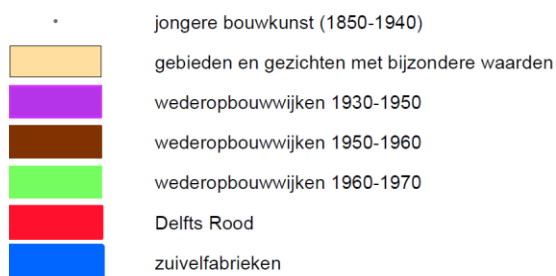 jongere bouwkunst (1850-1940)
gebieden en gezichten met bijzondere waarden
wederopbouwwijken 1930-1950
wederopbouwwijken 1950-1960
wederopbouwwijken 1960-1970
Delfts Rood
zuivelfabrieken